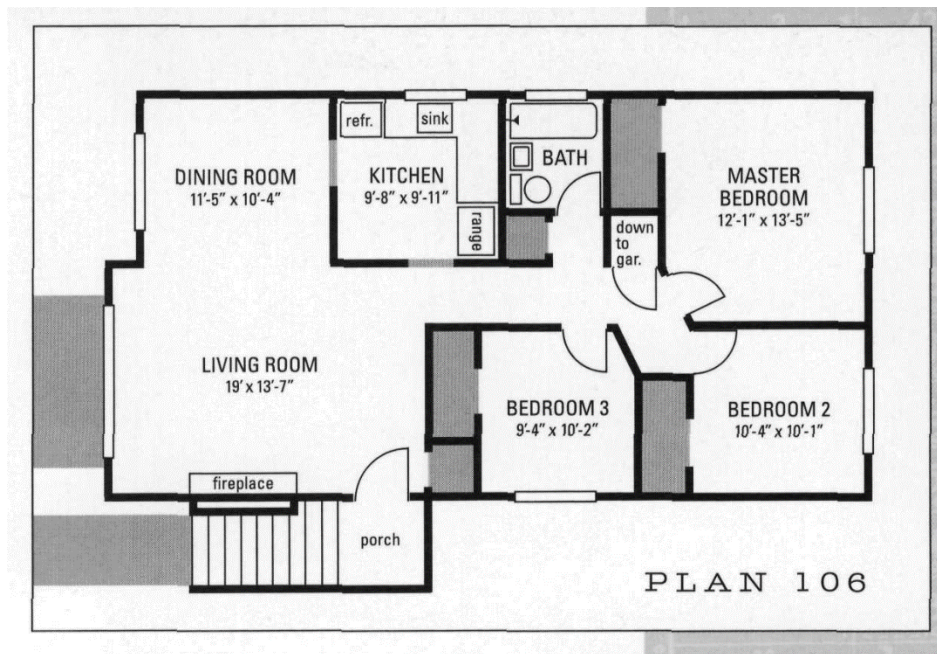 refr.
sink
DINING ROOM
11'-5" x 10'-4"
KITCHEN
9'-8" x 9'-11"
range
BATH
MASTER
BEDROOM
12'-1" x 13'-5"
down
to
gar.
LIVING ROOM
19' x 13'-7"
BEDROOM 3
9'-4" x 10'-2"
BEDROOM 2
10'-4" x 10'-1"
fireplace
porch
PLAN 106